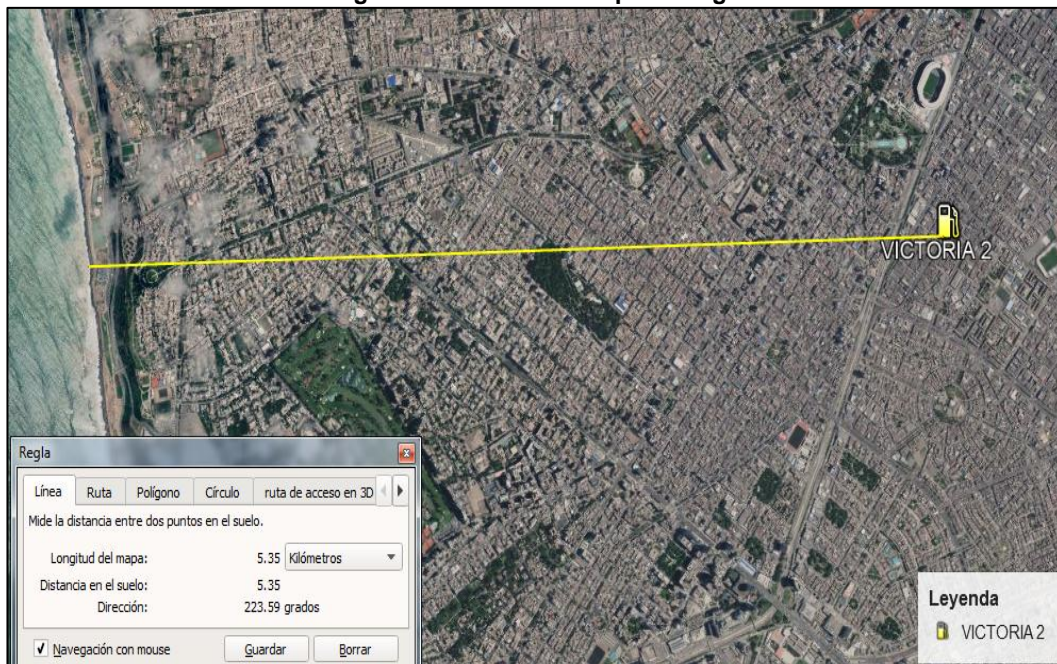 VICTORIA 2
Regla
Línea
Ruta
Polígono
Círculo
ruta de acceso en 3D
Mide la distancia entre dos puntos en el suelo.
Longitud del mapa: 5.35 Kilómetros
Distancia en el suelo: 5.35
Dirección: 223.59 grados
Navegación con mouse
Guardar
Borrar
Leyenda
VICTORIA 2